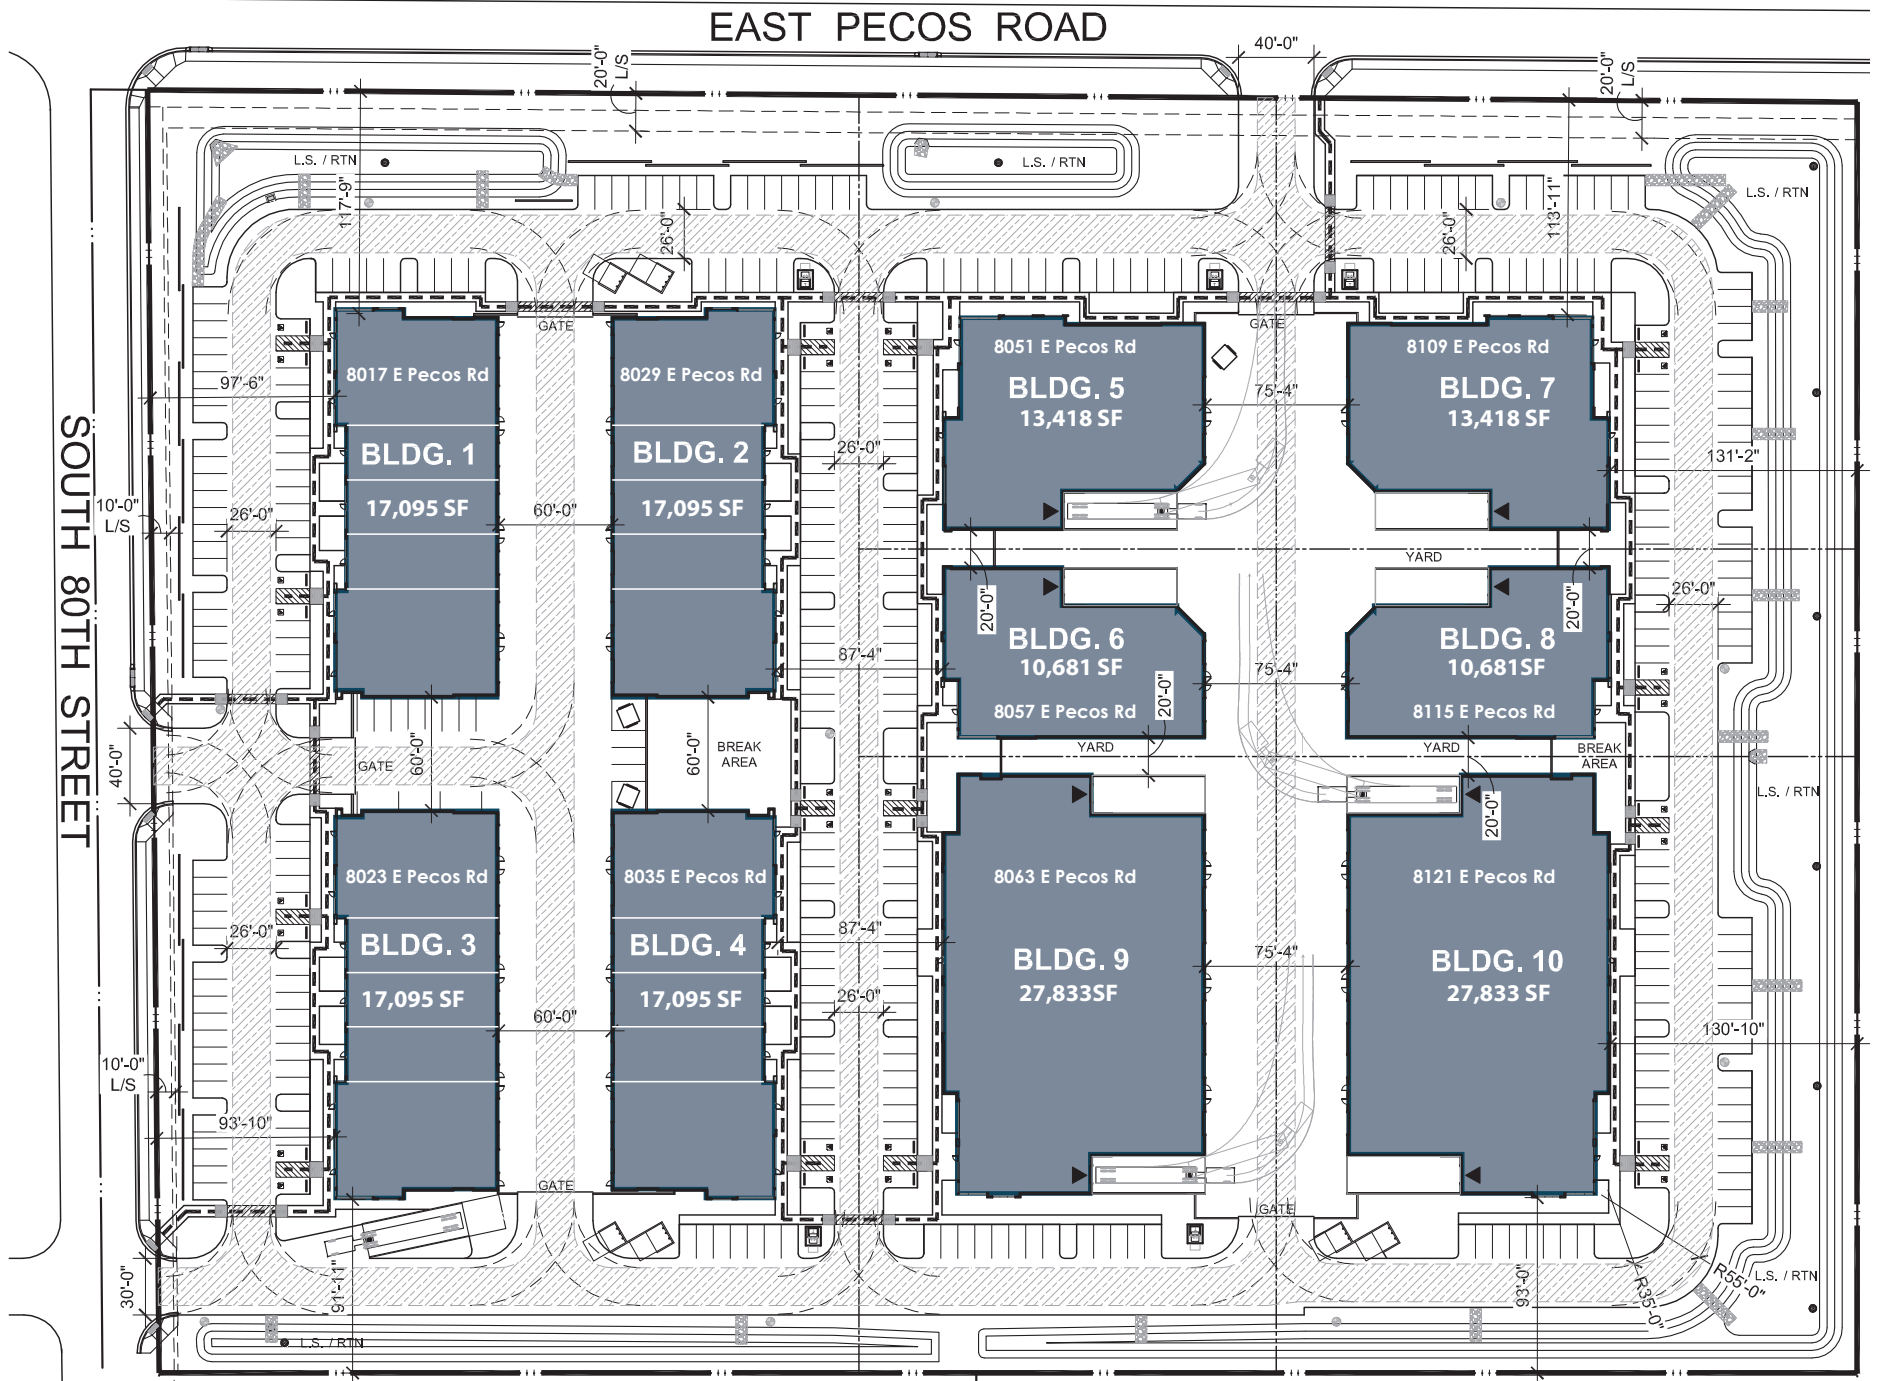 EAST PECOS ROAD
40'-0"
20'-0"
L/S
20'-0"
L/S
L.S. / RTN
L.S. / RTN
L.S. / RTN
117'-9"
26'-0"
26'-0"
113'-11"
GATE
GATE
8017 E Pecos Rd
BLDG. 1
17,095 SF
8029 E Pecos Rd
BLDG. 2
17,095 SF
8051 E Pecos Rd
BLDG. 5
13,418 SF
8109 E Pecos Rd
BLDG. 7
13,418 SF
97'-6"
75'-4"
26'-0"
131'-2"
10'-0"
L/S
26'-0"
60'-0"
SOUTH 80TH STREET
YARD
20'-0"
20'-0"
26'-0"
BLDG. 6
10,681 SF
8057 E Pecos Rd
BLDG. 8
10,681SF
8115 E Pecos Rd
87'-4"
75'-4"
20'-0"
40'-0"
GATE
60'-0"
60'-0"
BREAK
AREA
YARD
YARD
BREAK
AREA
20'-0"
L.S. / RTN
8023 E Pecos Rd
BLDG. 3
17,095 SF
8035 E Pecos Rd
BLDG. 4
17,095 SF
8063 E Pecos Rd
BLDG. 9
27,833SF
8121 E Pecos Rd
BLDG. 10
27,833 SF
26'-0"
87'-4"
75'-4"
26'-0"
60'-0"
130'-10"
10'-0"
L/S
93'-10"
GATE
GATE
30'-0"
91'-11"
93'-0"
R35'-0"
R55'-0"
L.S. / RTN
L.S. / RTN